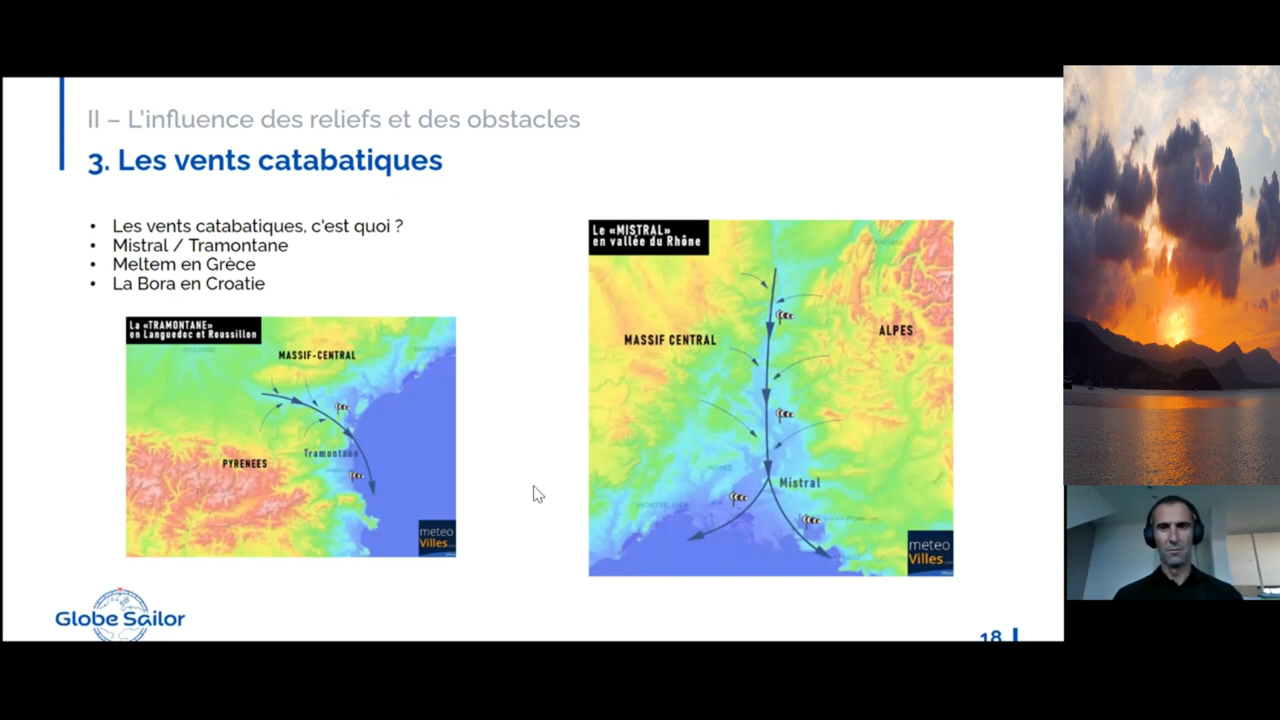 II – L'influence des reliefs et des obstacles
3. Les vents catabatiques
• Les vents catabatiques, c'est quoi ?
• Mistral / Tramontane
• Meltem en Grèce
• La Bora en Croatie
La «TRAMONTANE»
en Languedoc et Roussillon
MASSIF-CENTRAL
PYRENEES
Tramontane
meteo
Villes
Le «MISTRAL»
en vallée du Rhône
MASSIF CENTRAL
ALPES
Mistral
MONTPELLIER
meteo
Villes
Globe Sailor
18